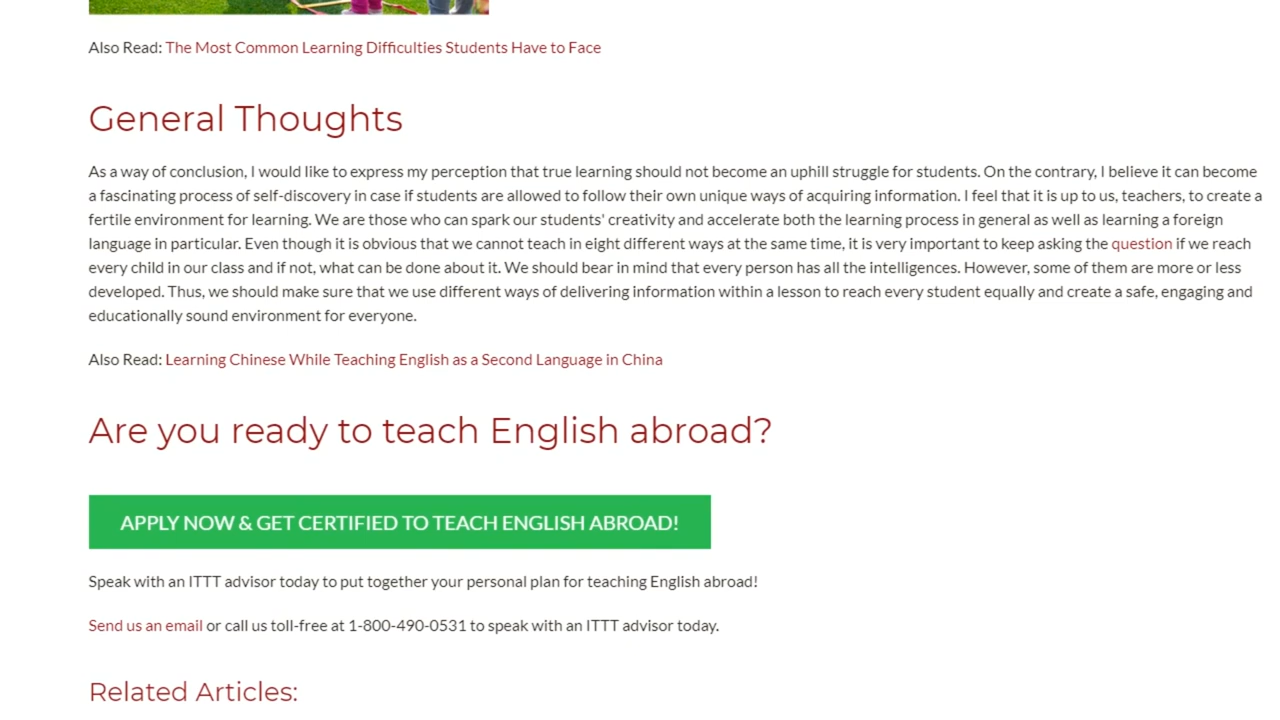 Also Read: The Most Common Learning Difficulties Students Have to Face
General Thoughts
As a way of conclusion, I would like to express my perception that true learning should not become an uphill struggle for students. On the contrary, I believe it can become
a fascinating process of self-discovery in case if students are allowed to follow their own unique ways of acquiring information. I feel that it is up to us, teachers, to create a
fertile environment for learning. We are those who can spark our students' creativity and accelerate both the learning process in general as well as learning a foreign
language in particular. Even though it is obvious that we cannot teach in eight different ways at the same time, it is very important to keep asking the question if we reach
every child in our class and if not, what can be done about it. We should bear in mind that every person has all the intelligences. However, some of them are more or less
developed. Thus, we should make sure that we use different ways of delivering information within a lesson to reach every student equally and create a safe, engaging and
educationally sound environment for everyone.
Also Read: Learning Chinese While Teaching English as a Second Language in China
Are you ready to teach English abroad?
APPLY NOW & GET CERTIFIED TO TEACH ENGLISH ABROAD!
Speak with an ITTT advisor today to put together your personal plan for teaching English abroad!
Send us an email or call us toll-free at 1-800-490-0531 to speak with an ITTT advisor today.
Related Articles: